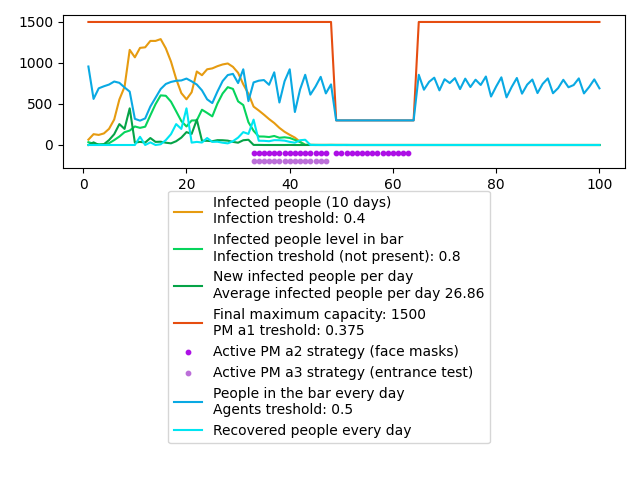 1500
1000
500
0
0 20 40 60 80 100
Infected people (10 days)
Infection treshold: 0.4
Infected people level in bar
Infection treshold (not present): 0.8
New infected people per day
Average infected people per day 26.86
Final maximum capacity: 1500
PM a1 treshold: 0.375
Active PM a2 strategy (face masks)
Active PM a3 strategy (entrance test)
People in the bar every day
Agents treshold: 0.5
Recovered people every day